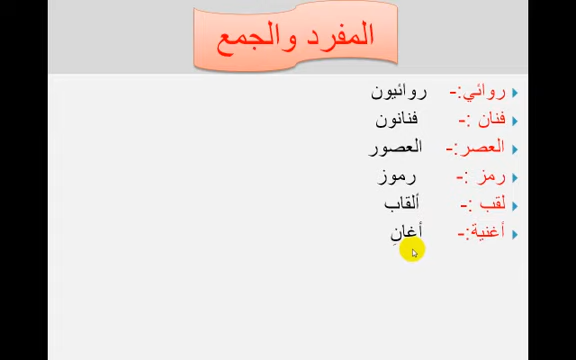 المفرد والجمع
روائي:- روائيون
فنان :- فنانون
العصر:- العصور
رمز :- رموز
لقب :- ألقاب
أغنية:- أغانِ